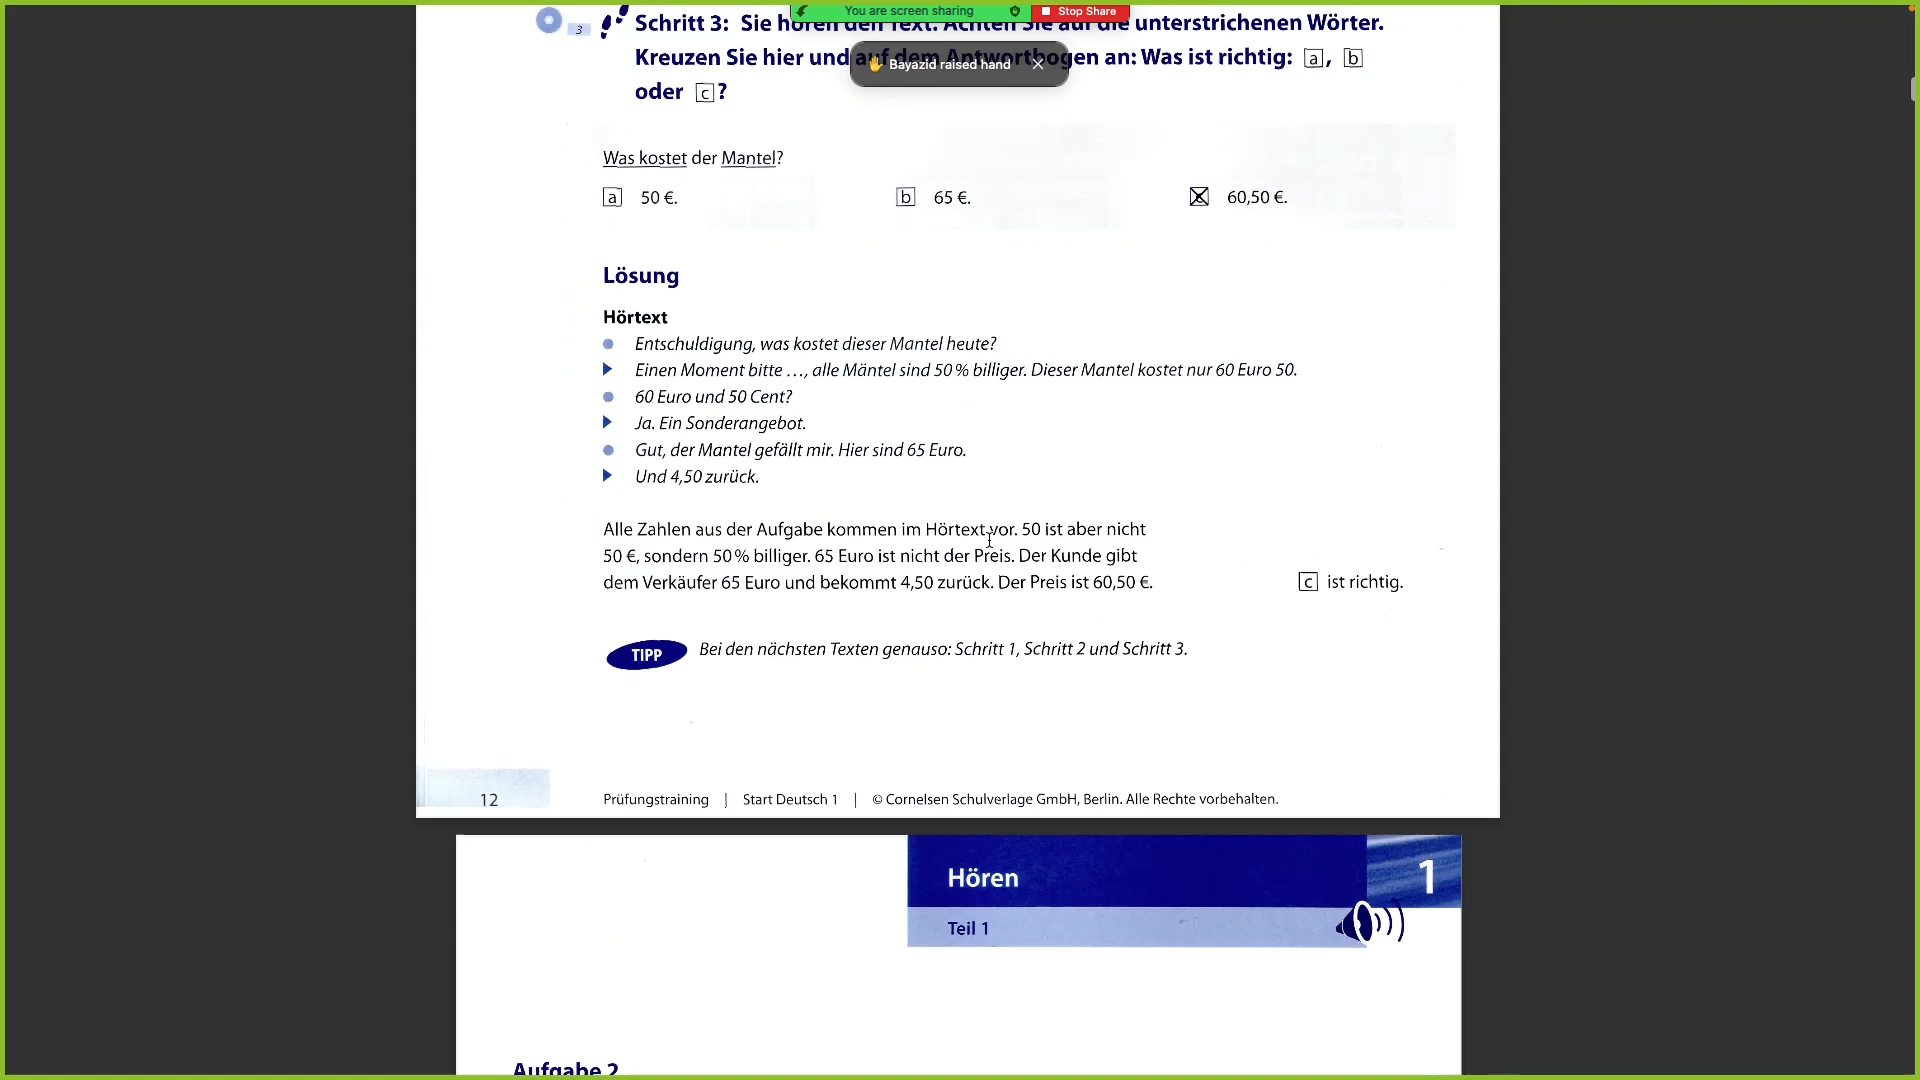 You are screen sharing
Stop Share
3
Schritt 3: Sie hören den Text. Achten Sie auf die unterstrichenen Wörter.
Kreuzen Sie hier und auf dem Antwortbogen an: Was ist richtig: a, b
oder c?
Bayazid raised hand
Was kostet der Mantel?
a 50 €.
b 65 €.
c 60,50 €.
Lösung
Hörtext
Entschuldigung, was kostet dieser Mantel heute?
Einen Moment bitte …, alle Mäntel sind 50 % billiger. Dieser Mantel kostet nur 60 Euro 50.
60 Euro und 50 Cent?
Ja. Ein Sonderangebot.
Gut, der Mantel gefällt mir. Hier sind 65 Euro.
Und 4,50 zurück.
Alle Zahlen aus der Aufgabe kommen im Hörtext vor. 50 ist aber nicht
50 €, sondern 50 % billiger. 65 Euro ist nicht der Preis. Der Kunde gibt
dem Verkäufer 65 Euro und bekommt 4,50 zurück. Der Preis ist 60,50 €.
c ist richtig.
TIPP Bei den nächsten Texten genauso: Schritt 1, Schritt 2 und Schritt 3.
12
Prüfungstraining | Start Deutsch 1 | © Cornelsen Schulverlage GmbH, Berlin. Alle Rechte vorbehalten.
Hören
1
Teil 1
Aufgabe 2